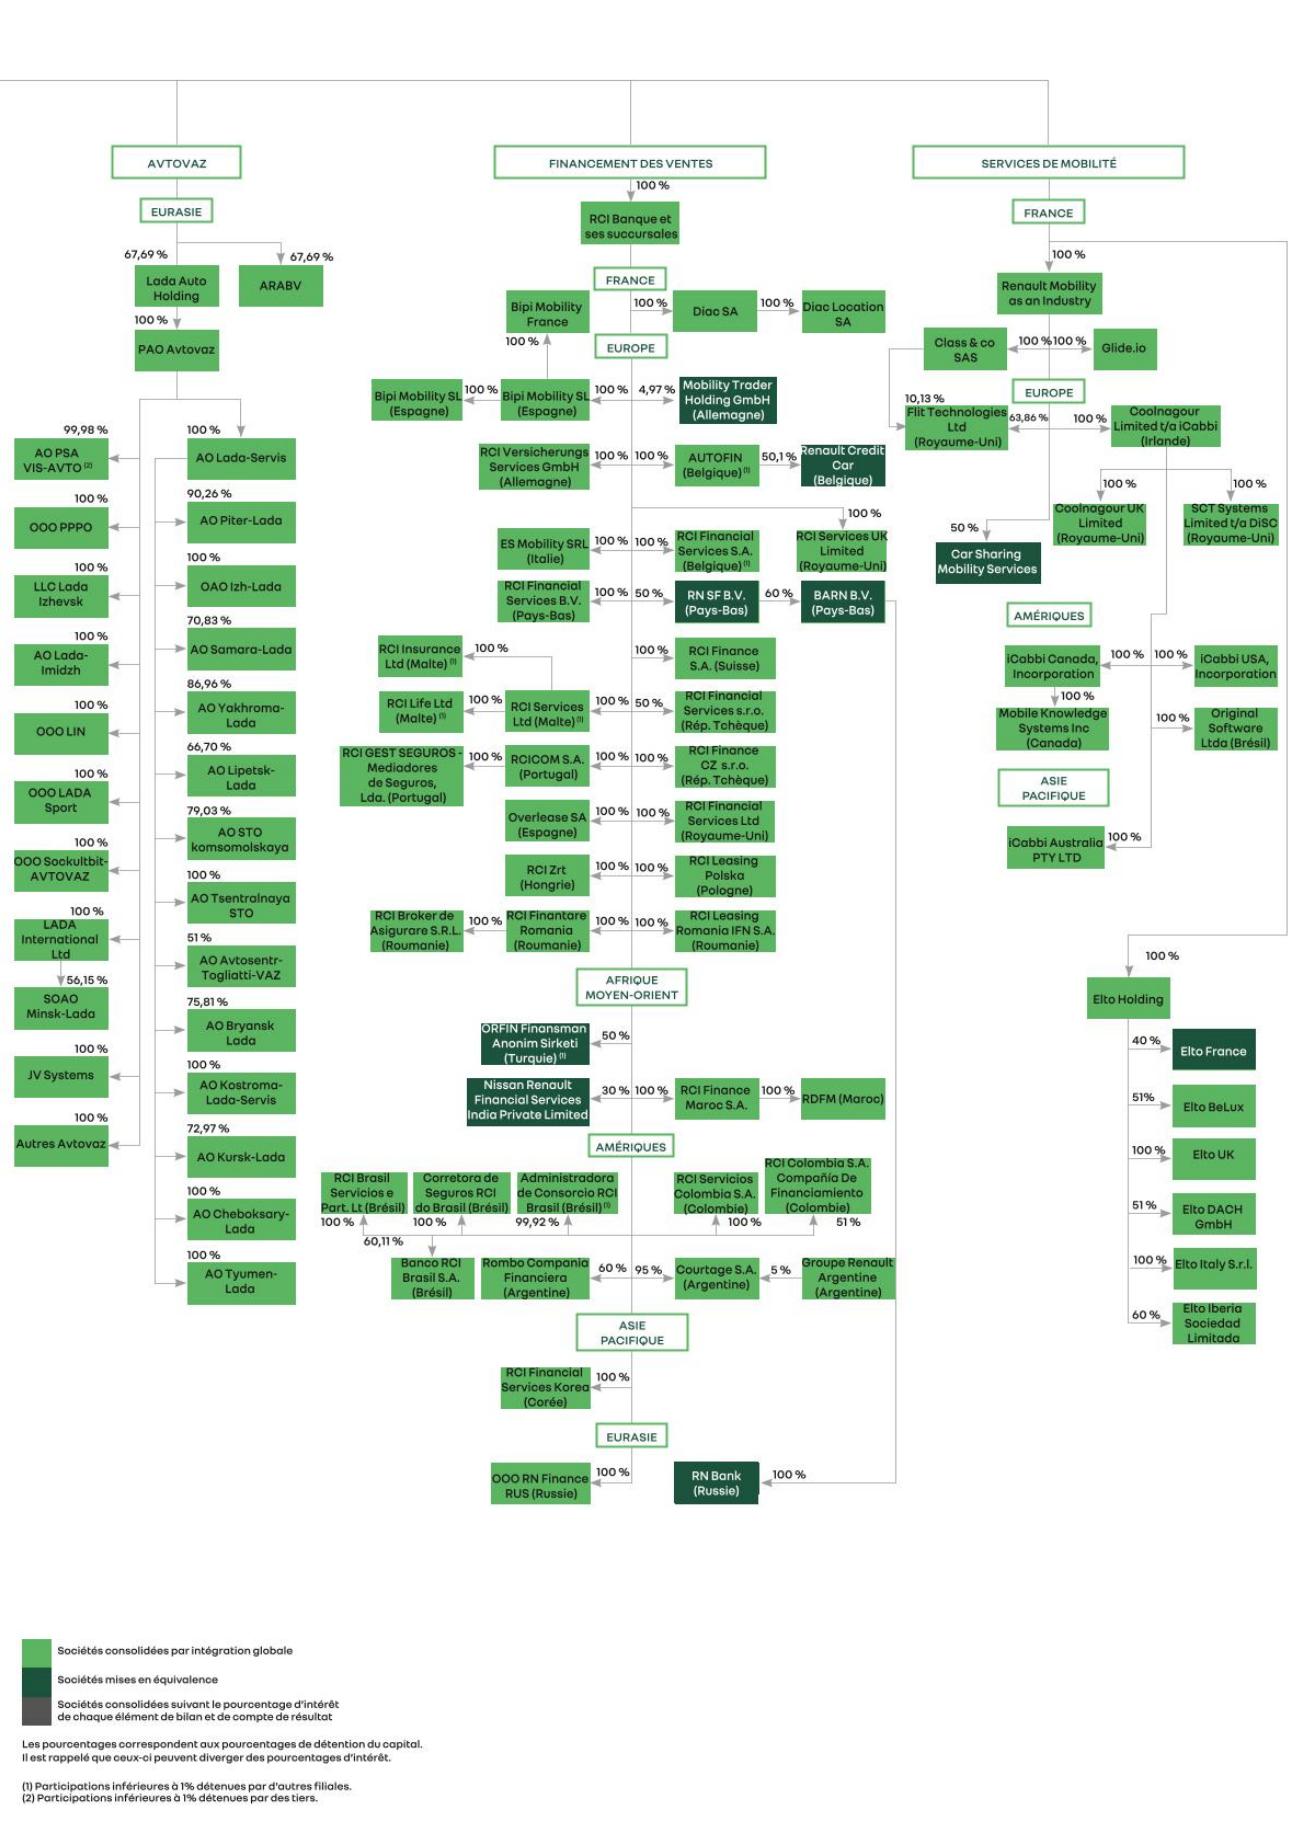 AVTOVAZ
EURASIE
67,69 %
67,69 %
Lada Auto
Holding
ARABV
100 %
PAO Avtovaz
99,98 %
AO PSA
VIS-AVTO (2)
100 %
OOO PPPO
100 %
LLC Lada
Izhevsk
100 %
AO Lada-
Imidzh
100 %
OOO LIN
100 %
OOO LADA
Sport
100 %
OOO Sockultbit-
AVTOVAZ
100 %
LADA
International
Ltd
56,15 %
SOAO
Minsk-Lada
100 %
JV Systems
100 %
Autres Avtovaz
100 %
AO Lada-Servis
90,26 %
AO Piter-Lada
100 %
OAO Izh-Lada
70,83 %
AO Samara-Lada
86,96 %
AO Yakhroma-
Lada
66,70 %
AO Lipetsk-
Lada
79,03 %
AO STO
komsomolskaya
100 %
AO Tsentralnaya
STO
51 %
AO Avtosentr-
Togliatti-VAZ
75,81 %
AO Bryansk
Lada
100 %
AO Kostroma-
Lada-Servis
72,97 %
AO Kursk-Lada
100 %
AO Cheboksary-
Lada
100 %
AO Tyumen-
Lada
FINANCEMENT DES VENTES
100 %
RCI Banque et
ses succursales
FRANCE
Bipi Mobility
France
100 %
Diac SA
100 %
Diac Location
SA
100 %
EUROPE
Bipi Mobility SL
(Espagne)
100 %
Bipi Mobility SL
(Espagne)
100 %
4,97 %
Mobility Trader
Holding GmbH
(Allemagne)
RCI Versicherungs
Services GmbH
(Allemagne)
100 %
100 %
AUTOFIN
(Belgique) (1)
50,1 %
Renault Credit
Car
(Belgique)
100 %
ES Mobility SRL
(Italie)
100 %
100 %
RCI Financial
Services S.A.
(Belgique) (1)
RCI Services UK
Limited
(Royaume-Uni)
RCI Financial
Services B.V.
(Pays-Bas)
100 %
50 %
RN SF B.V.
(Pays-Bas)
60 %
BARN B.V.
(Pays-Bas)
RCI Insurance
Ltd (Malte) (1)
100 %
100 %
RCI Finance
S.A. (Suisse)
RCI Life Ltd
(Malte) (1)
100 %
RCI Services
Ltd (Malte) (1)
100 %
50 %
RCI Financial
Services s.r.o.
(Rép. Tchèque)
RCI GEST SEGUROS -
Mediadores
de Seguros,
Lda. (Portugal)
100 %
RCICOM S.A.
(Portugal)
100 %
100 %
RCI Finance
CZ s.r.o.
(Rép. Tchèque)
Overlease SA
(Espagne)
100 %
100 %
RCI Financial
Services Ltd
(Royaume-Uni)
RCI Zrt
(Hongrie)
100 %
100 %
RCI Leasing
Polska
(Pologne)
RCI Broker de
Asigurare S.R.L.
(Roumanie)
100 %
RCI Finantare
Romania
(Roumanie)
100 %
100 %
RCI Leasing
Romania IFN S.A.
(Roumanie)
AFRIQUE
MOYEN-ORIENT
ORFIN Finansman
Anonim Sirketi
(Turquie) (1)
50 %
Nissan Renault
Financial Services
India Private Limited
30 %
100 %
RCI Finance
Maroc S.A.
100 %
RDFM (Maroc)
AMÉRIQUES
RCI Brasil
Servicios e
Part. Lt (Brésil)
100 %
Corretora de
Seguros RCI
do Brasil (Brésil)
100 %
Administradora
de Consorcio RCI
Brasil (Brésil) (1)
99,92 %
RCI Servicios
Colombia S.A.
(Colombie)
100 %
RCI Colombia S.A.
Compañía De
Financiamiento
(Colombie)
51 %
60,11 %
Banco RCI
Brasil S.A.
(Brésil)
Rombo Compania
Financiera
(Argentine)
60 %
95 %
Courtage S.A.
(Argentine)
5 %
Groupe Renault
Argentine
(Argentine)
ASIE
PACIFIQUE
RCI Financial
Services Korea
(Corée)
100 %
EURASIE
OOO RN Finance
RUS (Russie)
100 %
RN Bank
(Russie)
100 %
SERVICES DE MOBILITÉ
FRANCE
100 %
Renault Mobility
as an Industry
Class & co
SAS
100 %
100 %
Glide.io
EUROPE
10,13 %
Flit Technologies
Ltd
(Royaume-Uni)
63,86 %
100 %
Coolnagour
Limited t/a iCabbi
(Irlande)
100 %
100 %
Coolnagour UK
Limited
(Royaume-Uni)
SCT Systems
Limited t/a DiSC
(Royaume-Uni)
50 %
Car Sharing
Mobility Services
AMÉRIQUES
iCabbi Canada,
Incorporation
100 %
100 %
iCabbi USA,
Incorporation
100 %
Mobile Knowledge
Systems Inc
(Canada)
100 %
Original
Software
Ltda (Brésil)
ASIE
PACIFIQUE
iCabbi Australia
PTY LTD
100 %
100 %
Elto Holding
40 %
Elto France
51%
Elto BeLux
100 %
Elto UK
51 %
Elto DACH
GmbH
100 %
Elto Italy S.r.l.
60 %
Elto Iberia
Sociedad
Limitada
Sociétés consolidées par intégration globale
Sociétés mises en équivalence
Sociétés consolidées suivant le pourcentage d'intérêt
de chaque élément de bilan et de compte de résultat
Les pourcentages correspondent aux pourcentages de détention du capital.
Il est rappelé que ceux-ci peuvent diverger des pourcentages d'intérêt.
(1) Participations inférieures à 1% détenues par d'autres filiales.
(2) Participations inférieures à 1% détenues par des tiers.